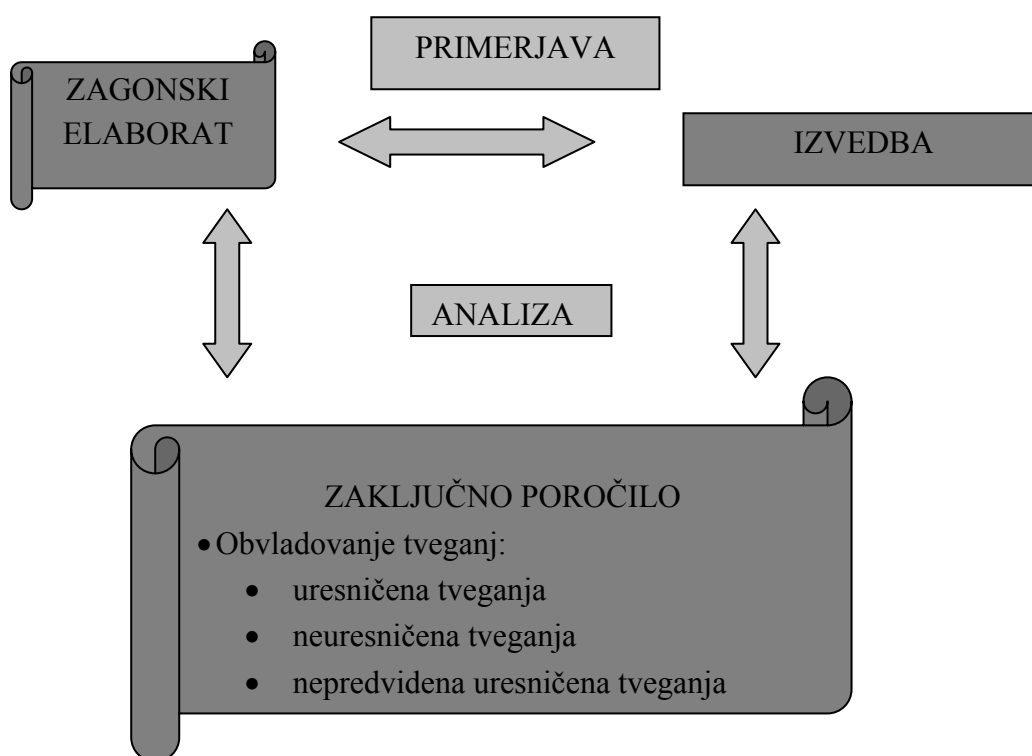 PRIMERJAVA
ZAGONSKI
ELABORAT
IZVEDBA
ANALIZA
ZAKLJUČNO POROČILO
• Obvladovanje tveganj:
• uresničena tveganja
• neuresničena tveganja
• nepredvidena uresničena tveganja